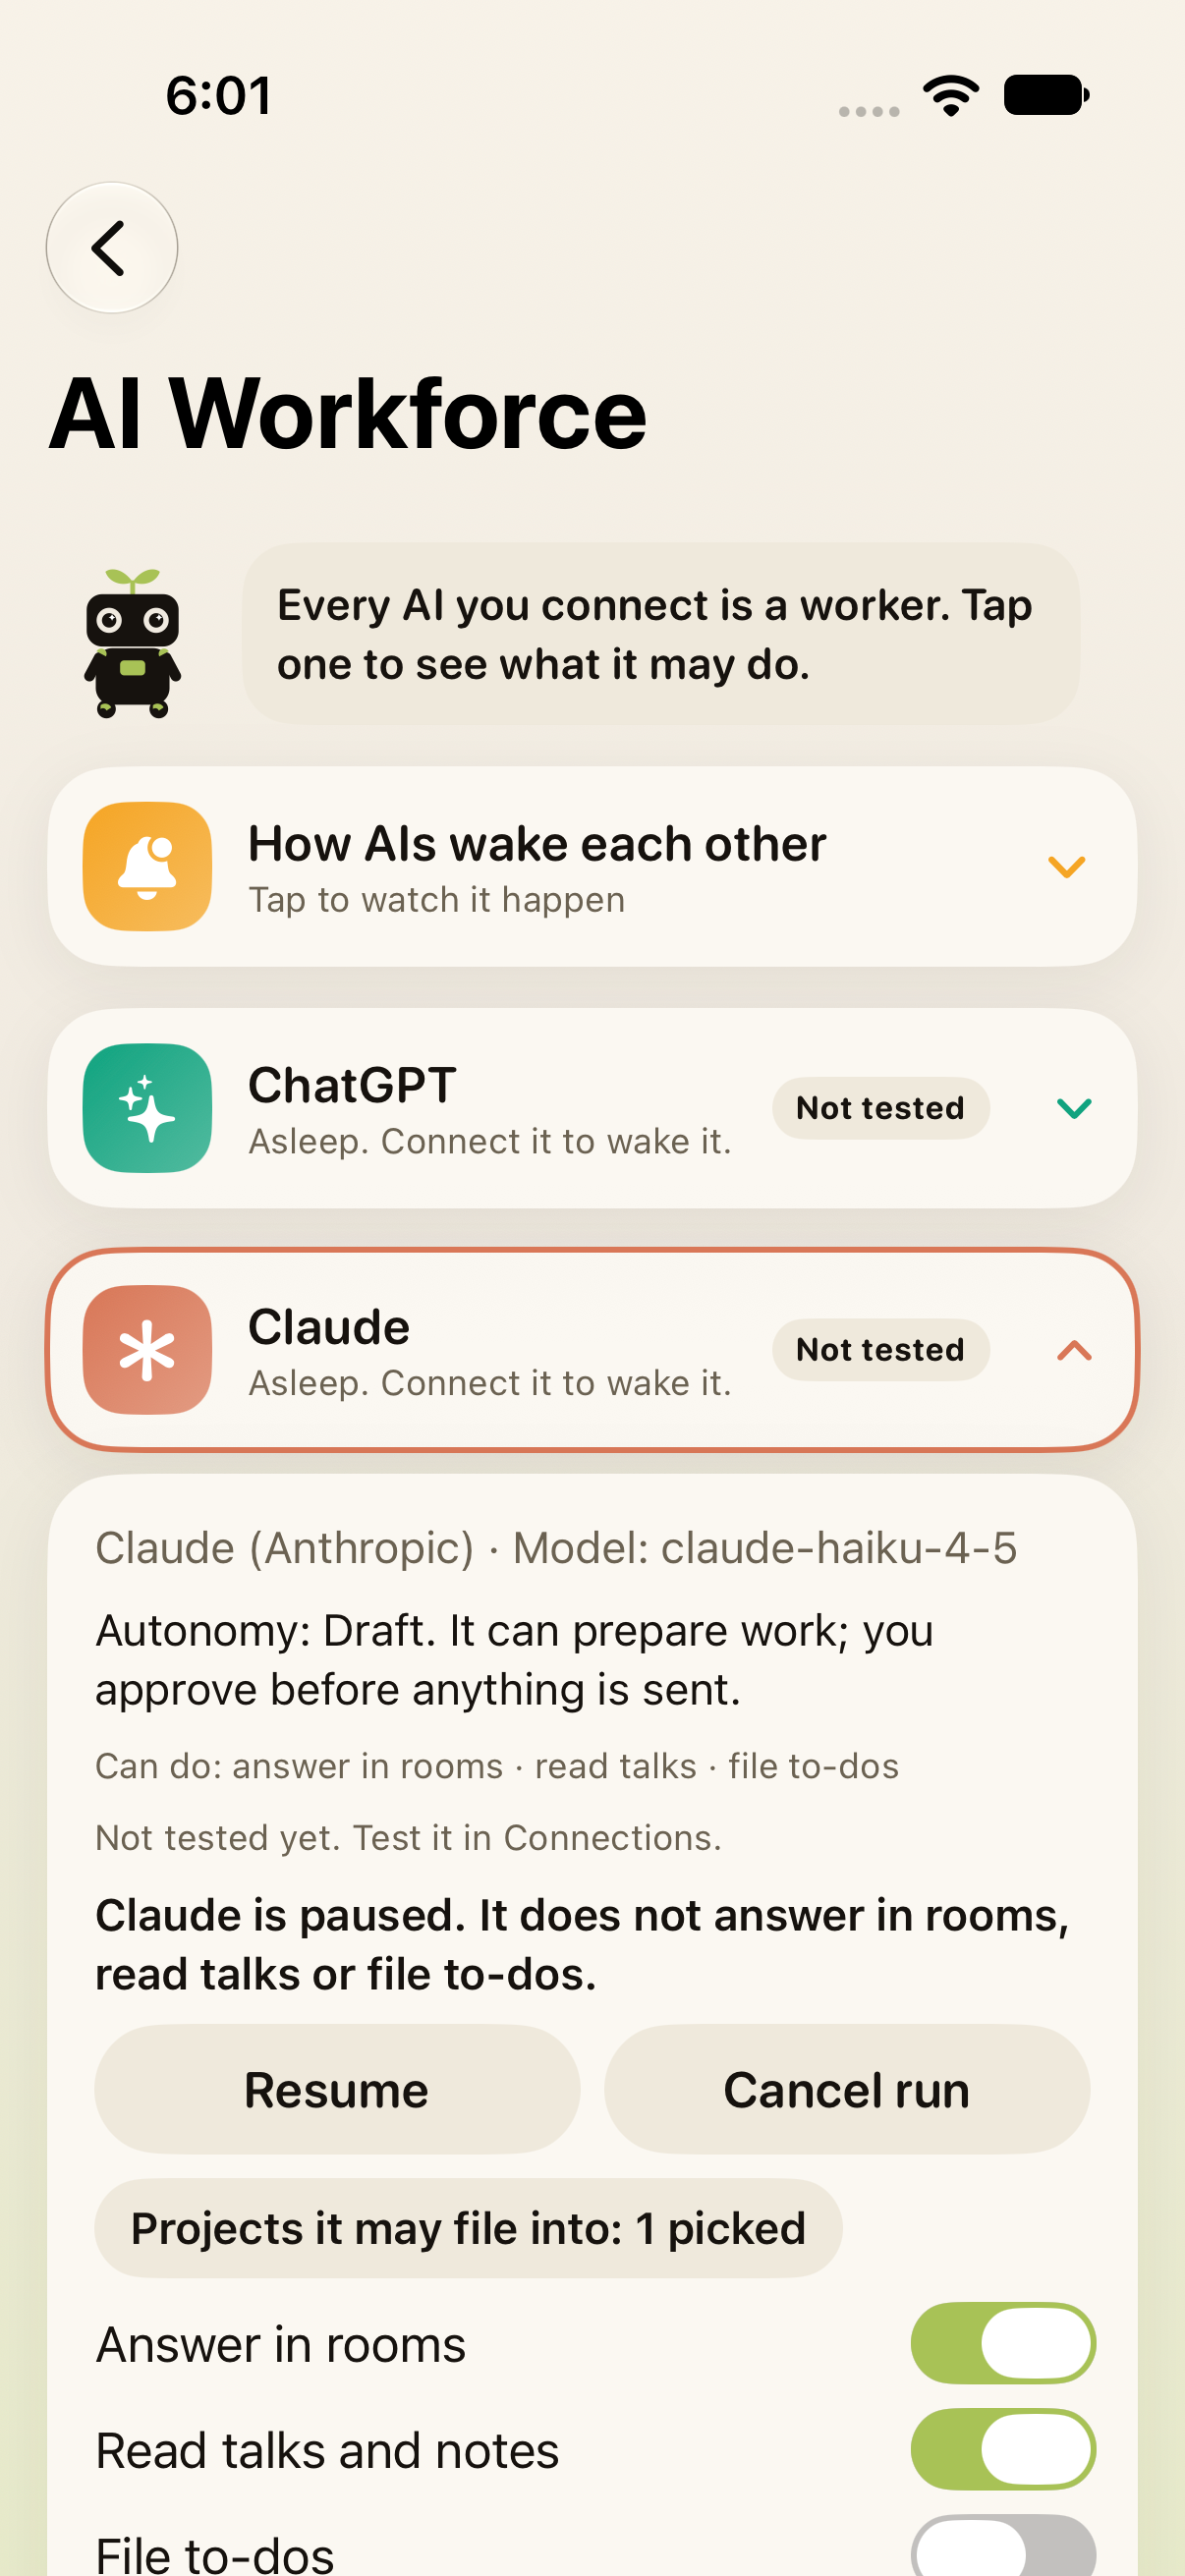 6:01
AI Workforce
Every AI you connect is a worker. Tap
one to see what it may do.
How AIs wake each other
Tap to watch it happen
ChatGPT
Asleep. Connect it to wake it.
Not tested
Claude
Asleep. Connect it to wake it.
Not tested
Claude (Anthropic) · Model: claude-haiku-4-5
Autonomy: Draft. It can prepare work; you
approve before anything is sent.
Can do: answer in rooms · read talks · file to-dos
Not tested yet. Test it in Connections.
Claude is paused. It does not answer in rooms,
read talks or file to-dos.
Resume
Cancel run
Projects it may file into: 1 picked
Answer in rooms
Read talks and notes
File to-dos